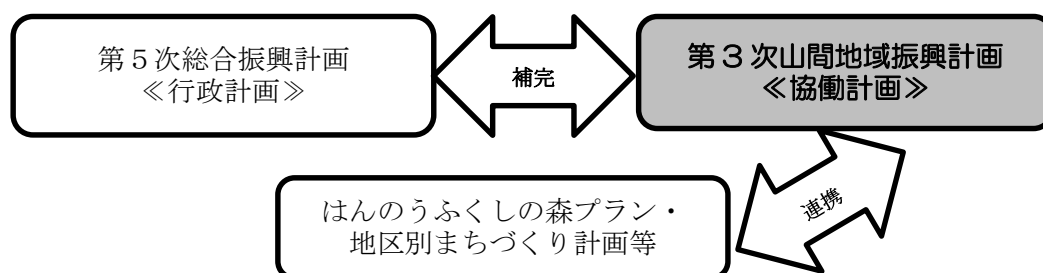 第５次総合振興計画
≪行政計画≫
補完
第３次山間地域振興計画
≪協働計画≫
はんのうふくしの森プラン・
地区別まちづくり計画等
連携